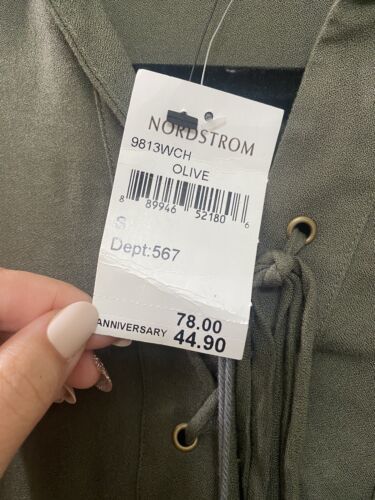 NORDSTROM
9813WCH
OLIVE
8 89946 52180 6
S
Dept:567
78.00
ANNIVERSARY 44.90